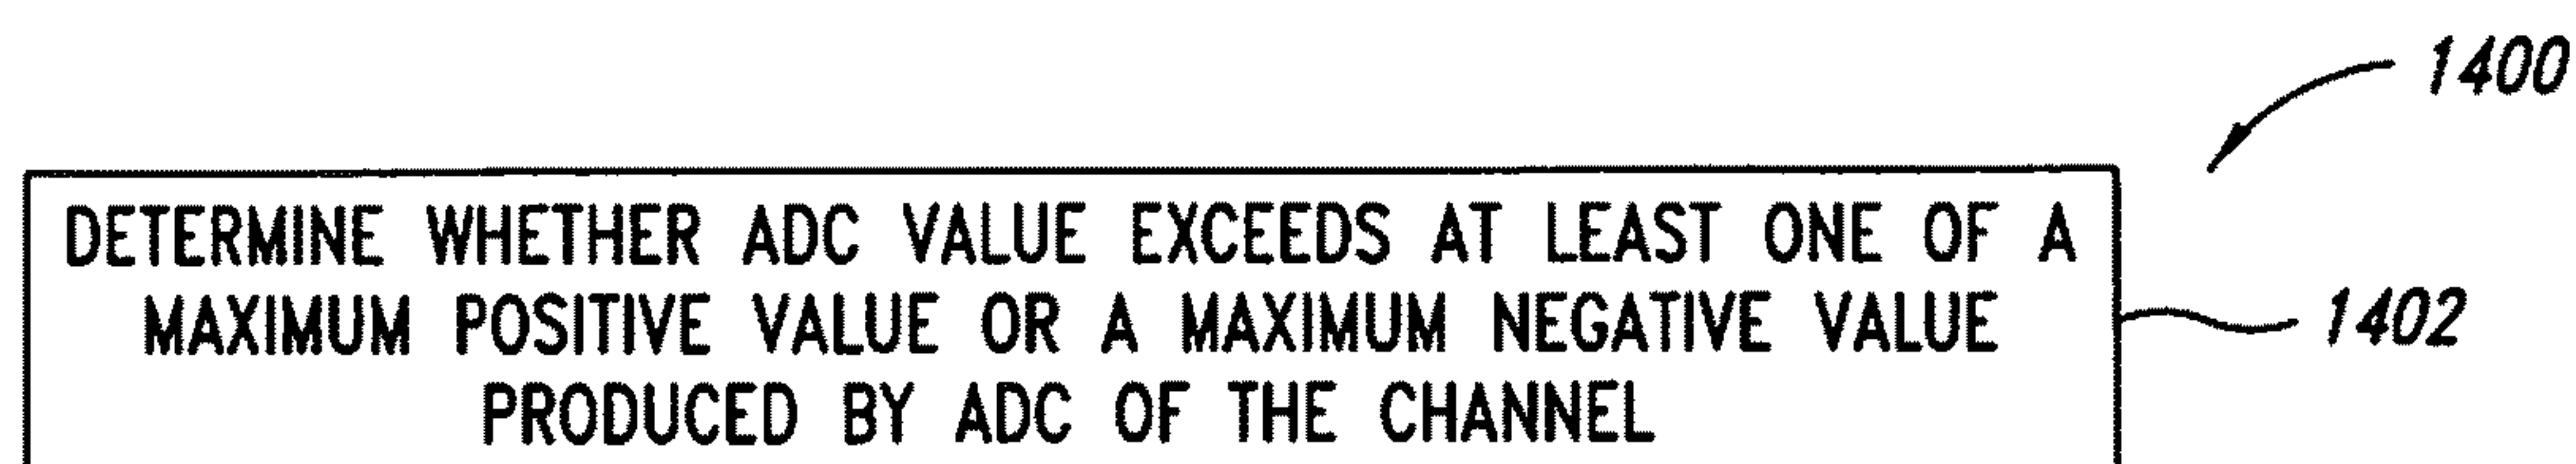 1400
DETERMINE WHETHER ADC VALUE EXCEEDS AT LEAST ONE OF A
MAXIMUM POSITIVE VALUE OR A MAXIMUM NEGATIVE VALUE
1402
PRODUCED BY ADC OF THE CHANNEL